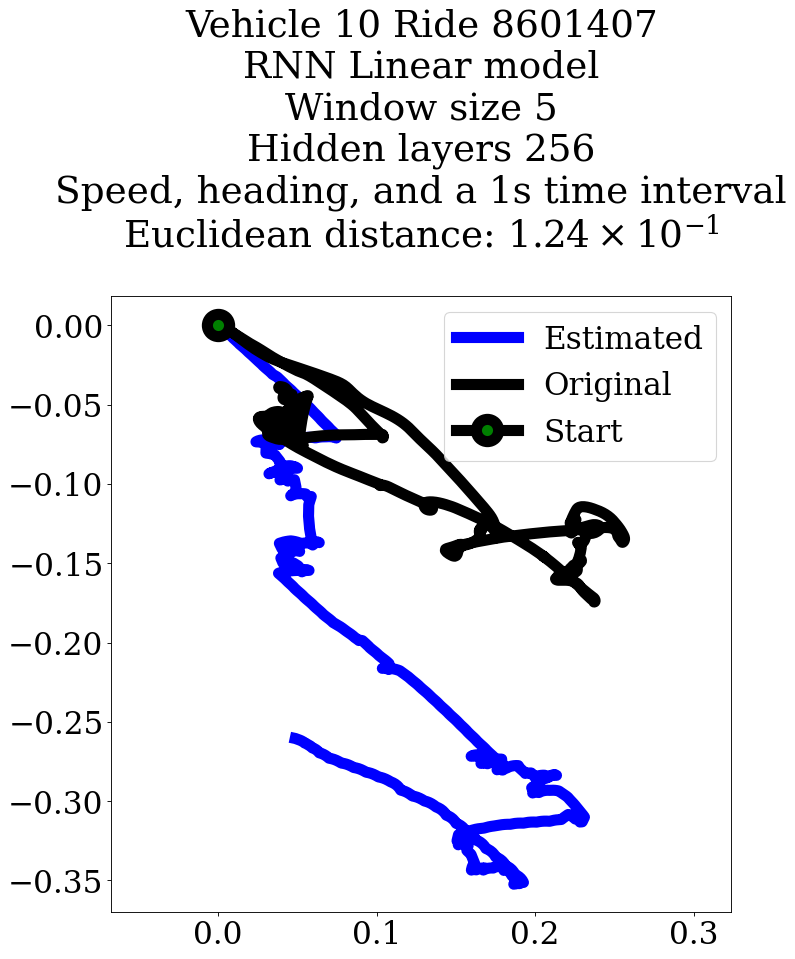 Vehicle 10 Ride 8601407
RNN Linear model
Window size 5
Hidden layers 256
Speed, heading, and a 1s time interval
Euclidean distance: 1.24 × 10⁻¹
Estimated
Original
Start
0.00
−0.05
−0.10
−0.15
−0.20
−0.25
−0.30
−0.35
0.0 0.1 0.2 0.3